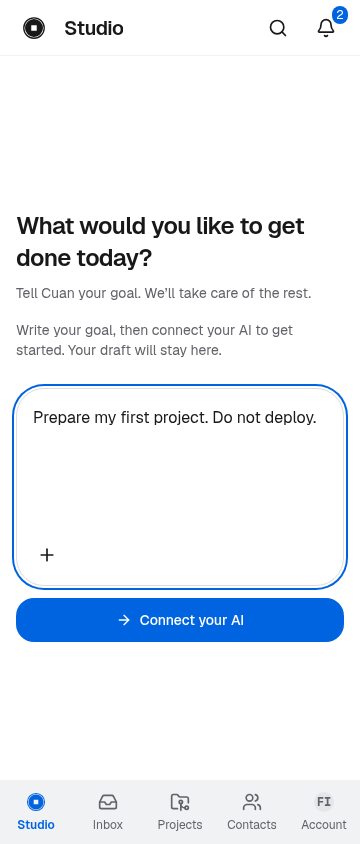 Studio
2
What would you like to get
done today?
Tell Cuan your goal. We’ll take care of the rest.
Write your goal, then connect your AI to get
started. Your draft will stay here.
Prepare my first project. Do not deploy.
Connect your AI
Studio
Inbox
Projects
Contacts
FI
Account